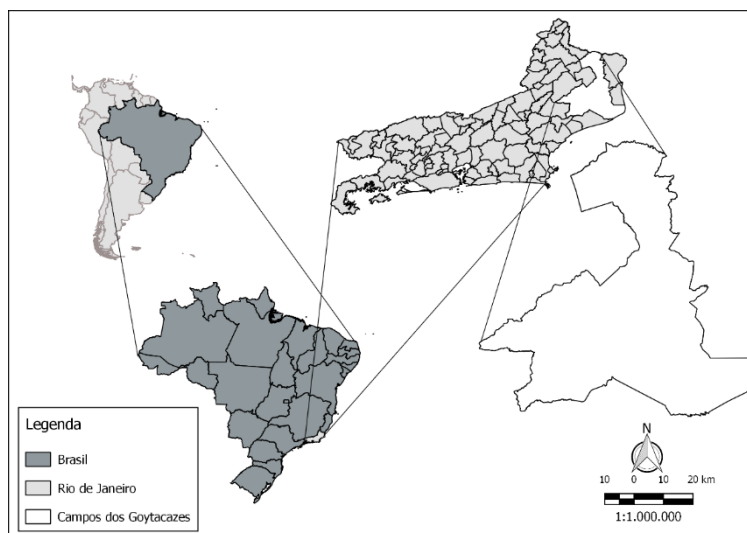 Legenda
Brasil
Rio de Janeiro
Campos dos Goytacazes
N
10 0 10 20 km
1:1.000.000